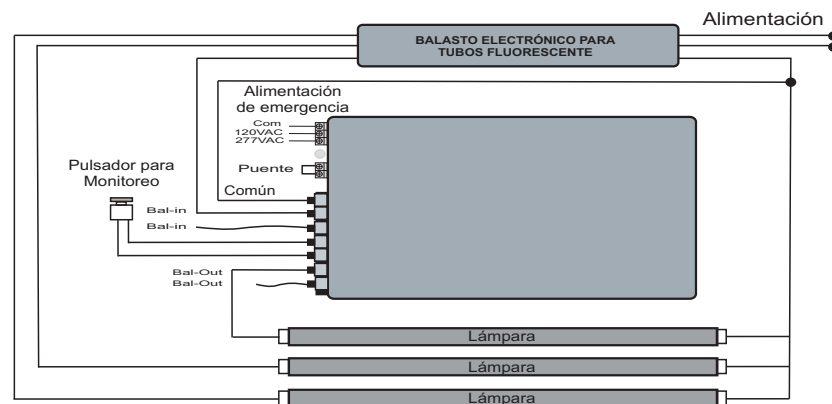 Alimentación
BALASTO ELECTRÓNICO PARA
TUBOS FLUORESCENTE
Alimentación
de emergencia
Com
120VAC
277VAC
Puente
Pulsador para
Monitoreo
Común
Bal-in
Bal-in
Bal-Out
Bal-Out
Lámpara
Lámpara
Lámpara